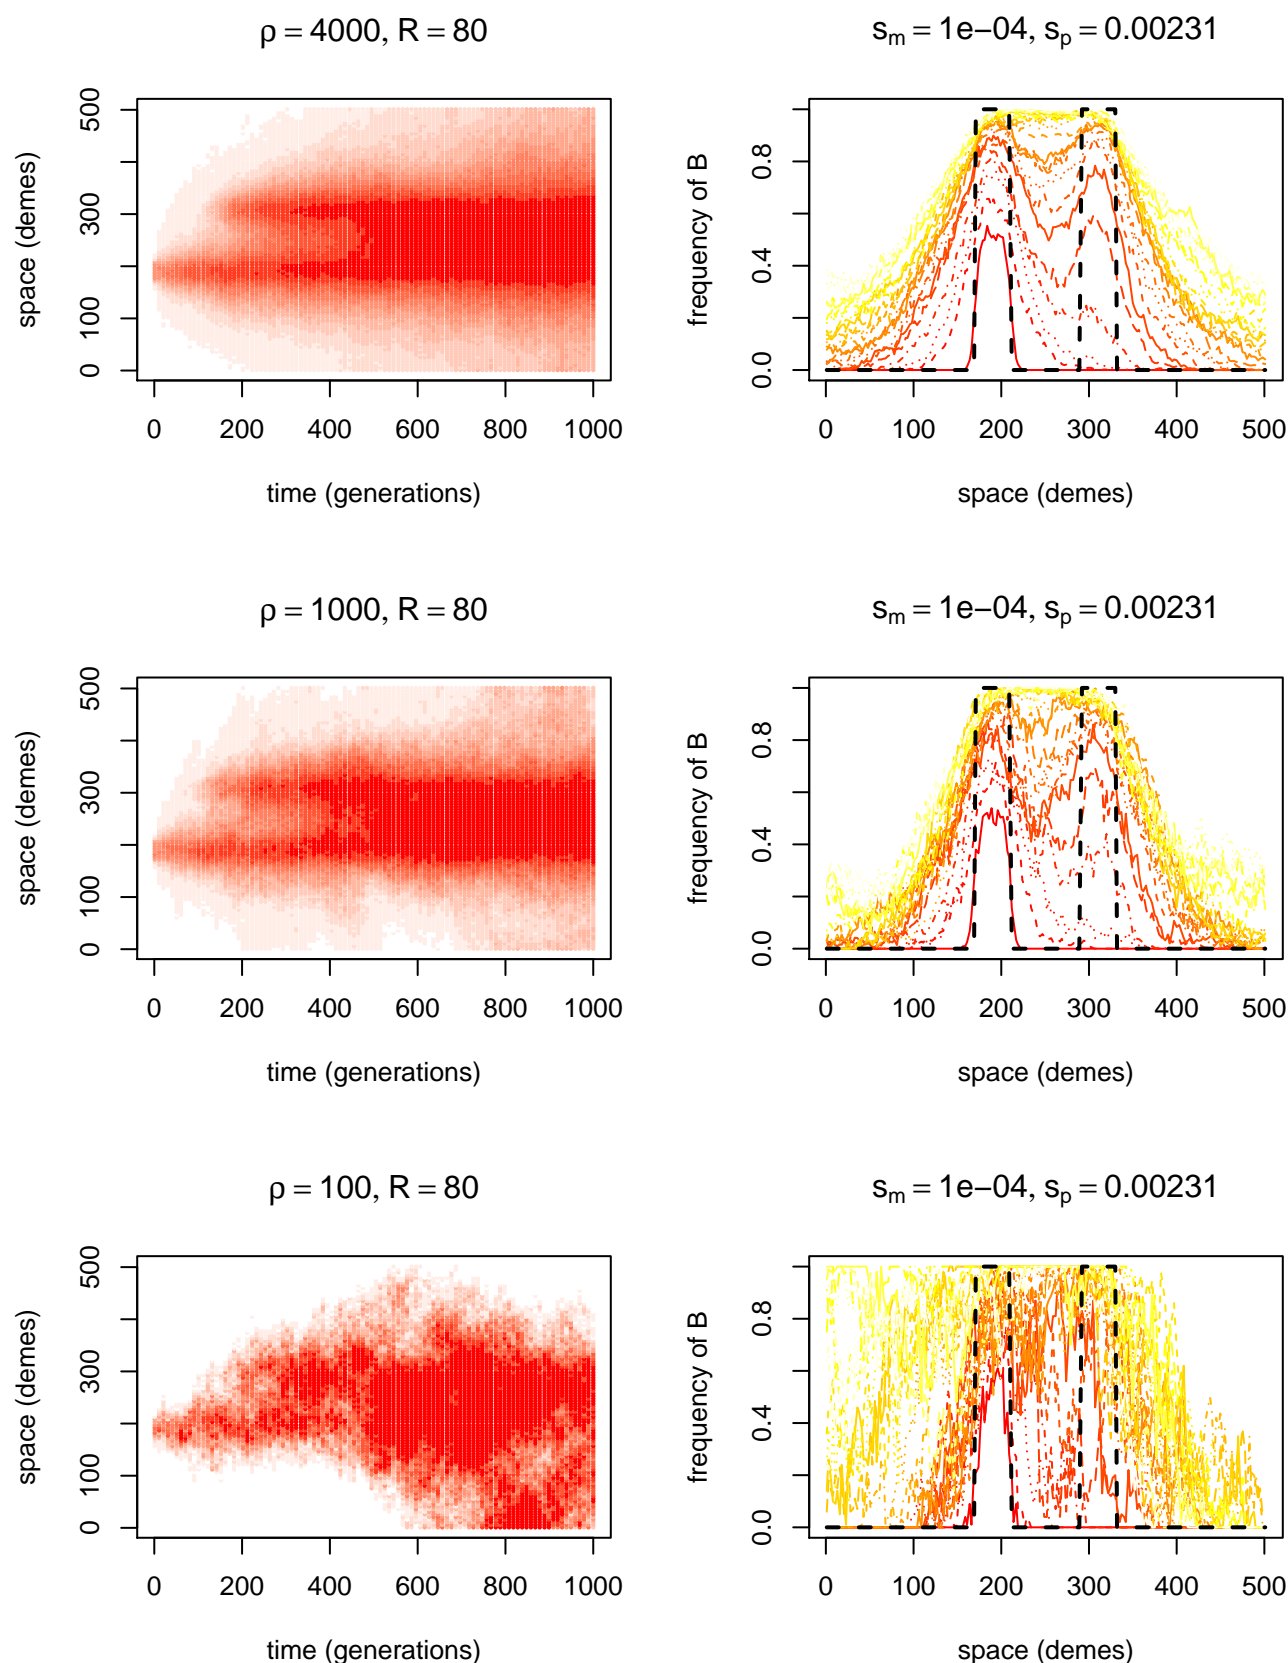 ρ = 4000, R = 80
s_m = 1e−04, s_p = 0.00231
space (demes)
500
300
100
0
0 200 400 600 800 1000
time (generations)
frequency of B
0.8
0.4
0.0
0 100 200 300 400 500
space (demes)
ρ = 1000, R = 80
s_m = 1e−04, s_p = 0.00231
space (demes)
500
300
100
0
0 200 400 600 800 1000
time (generations)
frequency of B
0.8
0.4
0.0
0 100 200 300 400 500
space (demes)
ρ = 100, R = 80
s_m = 1e−04, s_p = 0.00231
space (demes)
500
300
100
0
0 200 400 600 800 1000
time (generations)
frequency of B
0.8
0.4
0.0
0 100 200 300 400 500
space (demes)